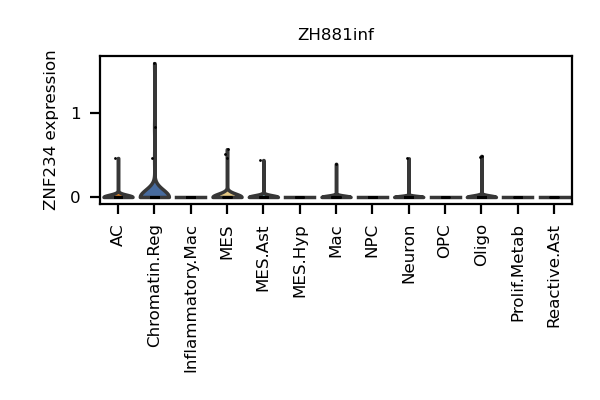 ZH881inf
ZNF234 expression
1
0
AC
Chromatin.Reg
Inflammatory.Mac
MES
MES.Ast
MES.Hyp
Mac
NPC
Neuron
OPC
Oligo
Prolif.Metab
Reactive.Ast